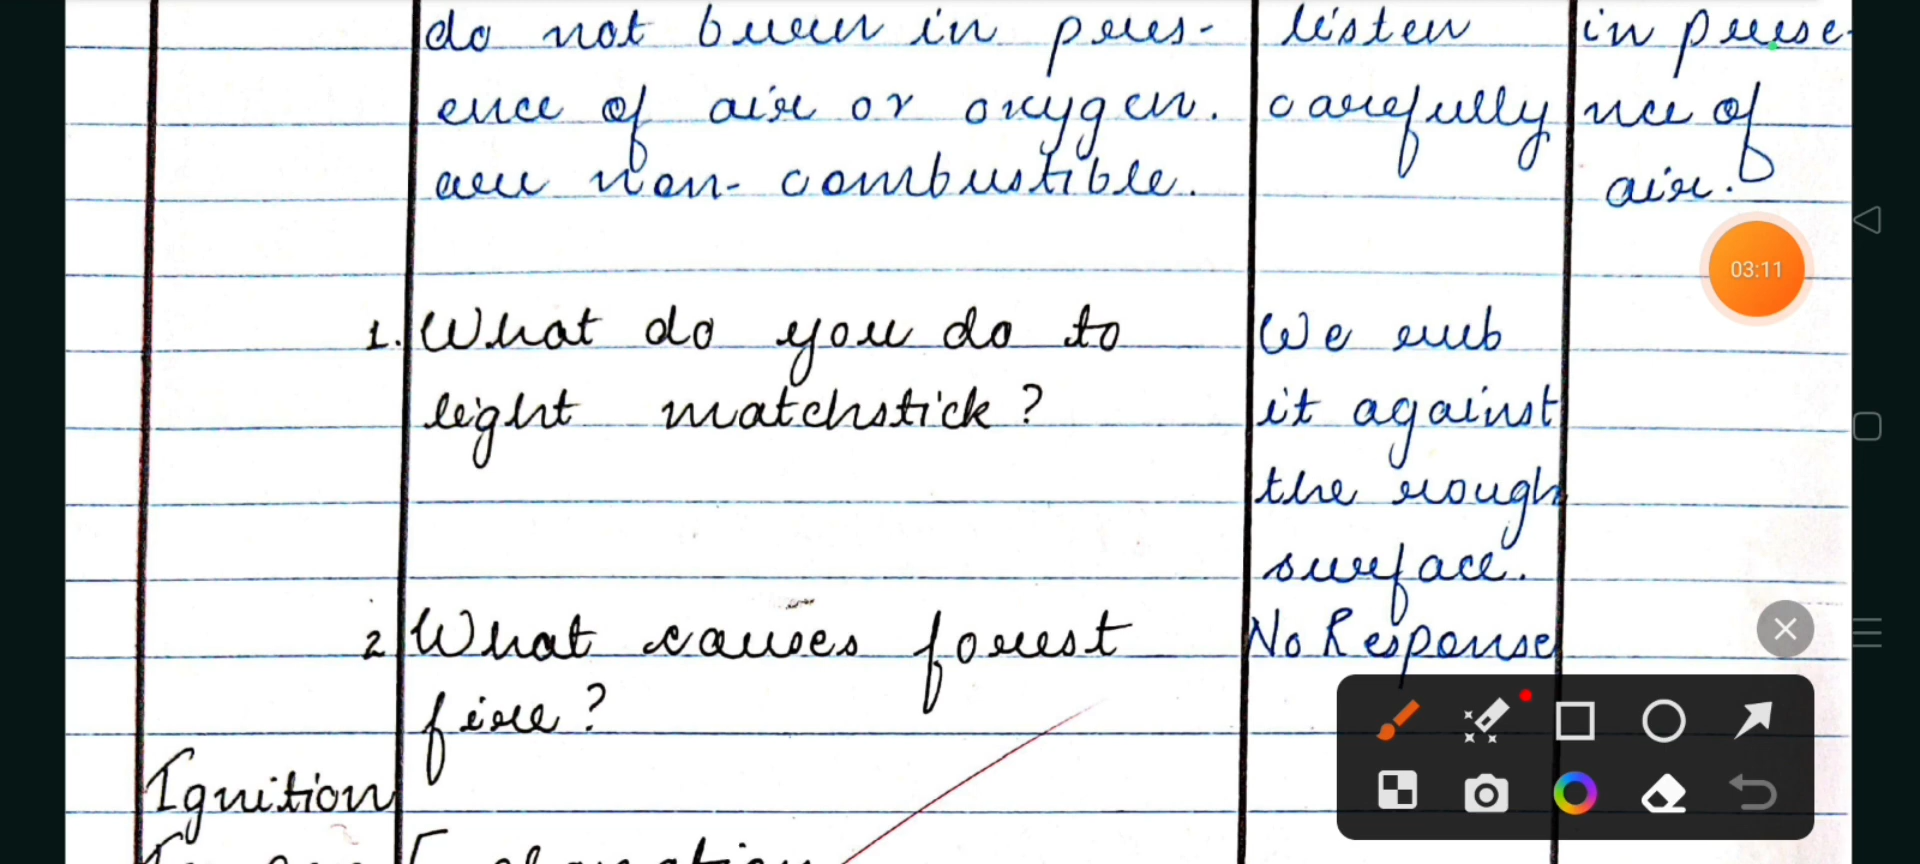 do not burn in pres- listen in prese-
ence of air or oxygen. carefully nce of
are non-combustible. air.
1. What do you do to We rub
light matchstick? it against
the rough
surface.
2 What causes forest No Response
fire?
Ignition
Explanation
03:11